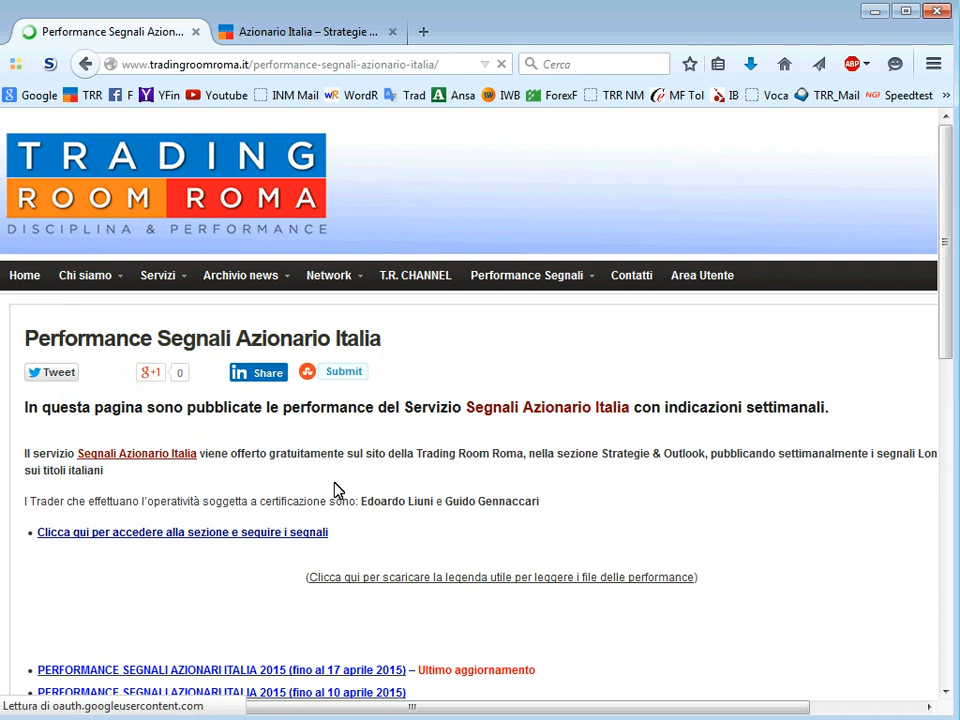 Performance Segnali Azion...
Azionario Italia – Strategie ...
www.tradingroomroma.it/performance-segnali-azionario-italia/
Cerca
Google TRR F YFin Youtube INM Mail WordR Trad Ansa IWB ForexF TRR NM MF Tol IB Voca TRR_Mail Speedtest
TRADING
ROOM ROMA
DISCIPLINA & PERFORMANCE
Home Chi siamo Servizi Archivio news Network T.R. CHANNEL Performance Segnali Contatti Area Utente
Performance Segnali Azionario Italia
Tweet g+1 0 in Share Submit
In questa pagina sono pubblicate le performance del Servizio Segnali Azionario Italia con indicazioni settimanali.
Il servizio Segnali Azionario Italia viene offerto gratuitamente sul sito della Trading Room Roma, nella sezione Strategie & Outlook, pubblicando settimanalmente i segnali Lon
sui titoli italiani
I Trader che effettuano l'operatività soggetta a certificazione sono: Edoardo Liuni e Guido Gennaccari
• Clicca qui per accedere alla sezione e seguire i segnali
(Clicca qui per scaricare la legenda utile per leggere i file delle performance)
• PERFORMANCE SEGNALI AZIONARI ITALIA 2015 (fino al 17 aprile 2015) – Ultimo aggiornamento
• PERFORMANCE SEGNALI AZIONARI ITALIA 2015 (fino al 10 aprile 2015)
Lettura di oauth.googleusercontent.com